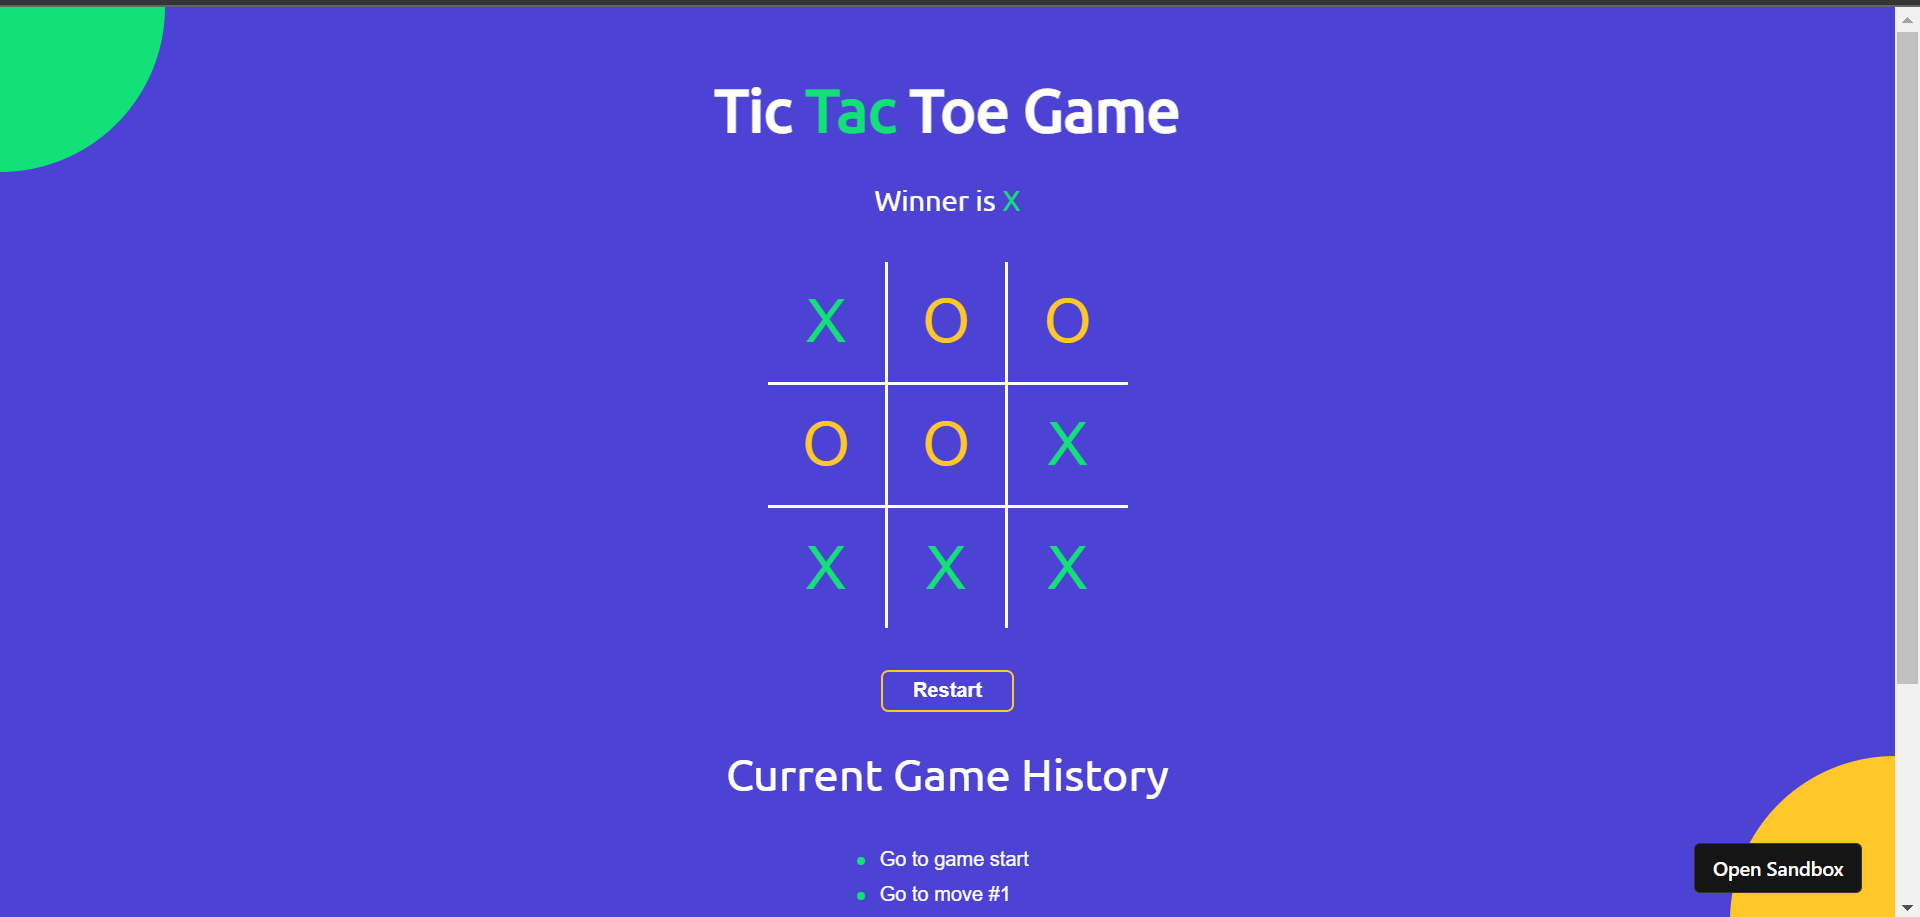 Tic Tac Toe Game
Winner is X
X O O
O O X
X X X
Restart
Current Game History
Go to game start
Go to move #1
Open Sandbox